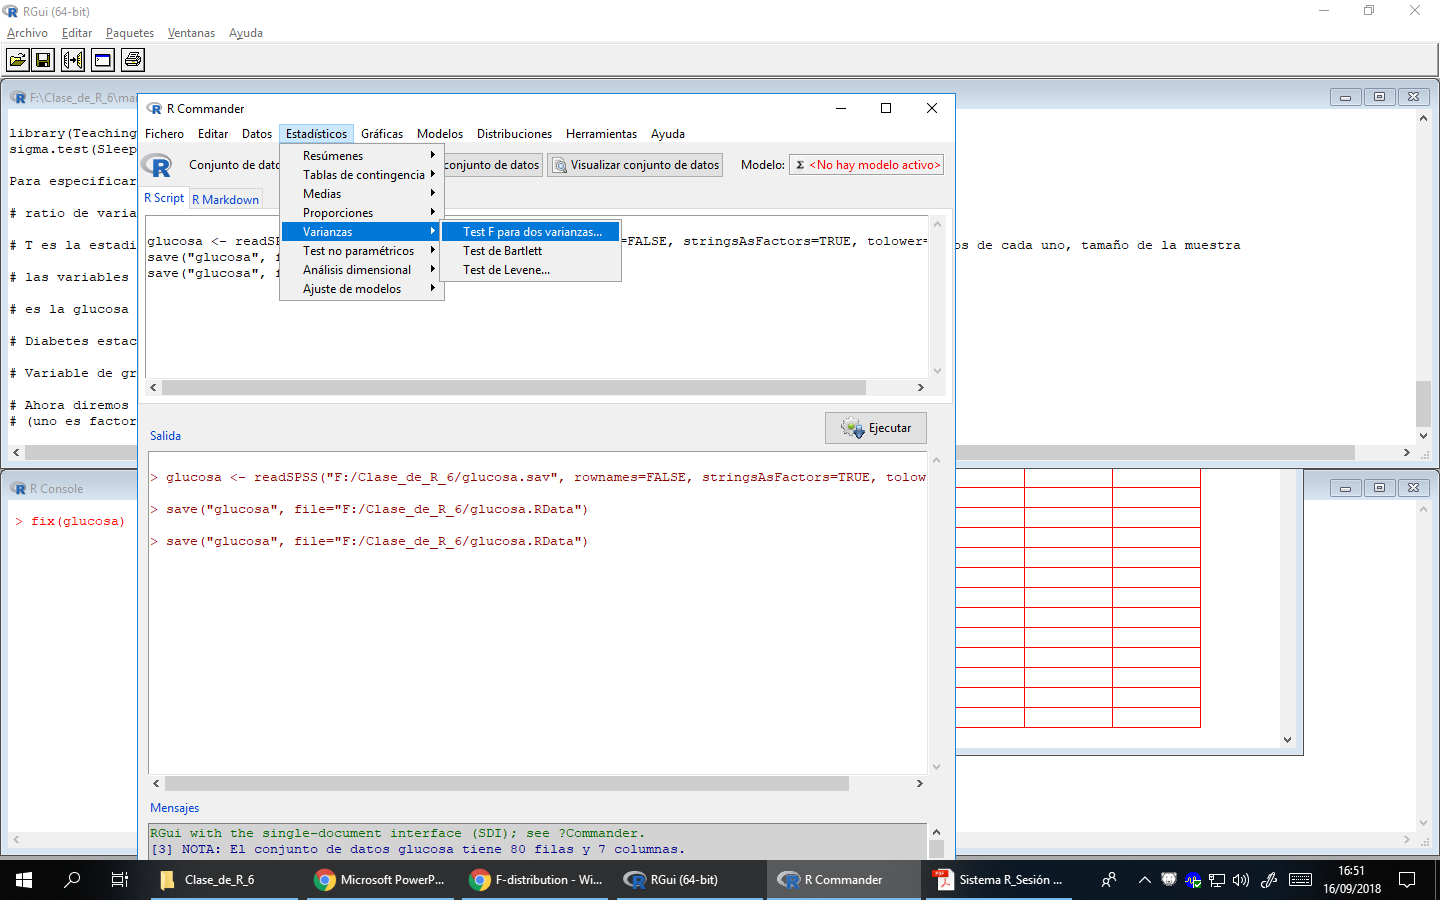 RGui (64-bit)
Archivo Editar Paquetes Ventanas Ayuda
F:\Clase_de_R_6\ma
library(Teaching
sigma.test(Sleep
Para especificar
# ratio de varia
# T es la estadi
os de cada uno, tamaño de la muestra
# las variables
# es la glucosa
# Diabetes estac
# Variable de gr
# Ahora diremos
# (uno es factor
R Console
> fix(glucosa)
R Commander
Fichero Editar Datos Estadísticos Gráficas Modelos Distribuciones Herramientas Ayuda
Conjunto de dato
conjunto de datos
Visualizar conjunto de datos
Modelo: Σ <No hay modelo activo>
R Script R Markdown
Resúmenes
Tablas de contingencia
Medias
Proporciones
Varianzas
Test no paramétricos
Análisis dimensional
Ajuste de modelos
Test F para dos varianzas...
Test de Bartlett
Test de Levene...
glucosa <- readSP
=FALSE, stringsAsFactors=TRUE, tolower=
save("glucosa", f
save("glucosa", f
Ejecutar
Salida
> glucosa <- readSPSS("F:/Clase_de_R_6/glucosa.sav", rownames=FALSE, stringsAsFactors=TRUE, tolow
> save("glucosa", file="F:/Clase_de_R_6/glucosa.RData")
> save("glucosa", file="F:/Clase_de_R_6/glucosa.RData")
Mensajes
RGui with the single-document interface (SDI); see ?Commander.
[3] NOTA: El conjunto de datos glucosa tiene 80 filas y 7 columnas.
Clase_de_R_6
Microsoft PowerP...
F-distribution - Wi...
RGui (64-bit)
R Commander
Sistema R_Sesión ...
16:51
16/09/2018